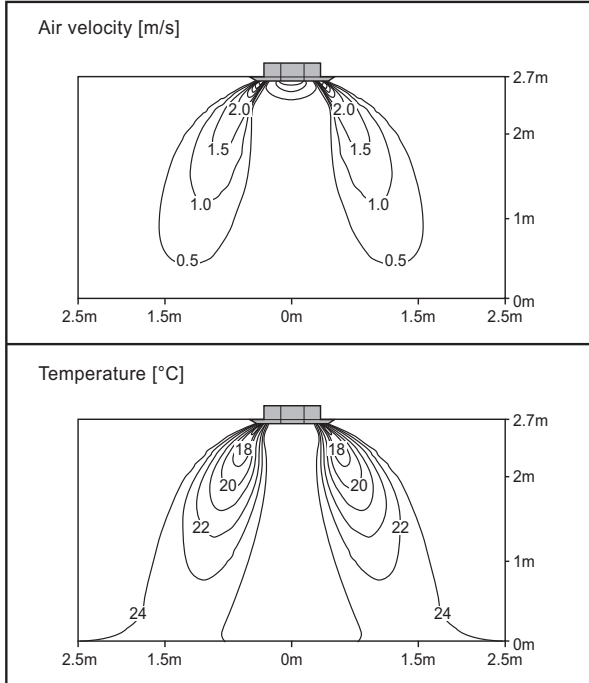 Air velocity [m/s]
2.7m
2.0 2.0
2m
1.5 1.5
1.0 1.0
1m
0.5 0.5
0m
2.5m 1.5m 0m 1.5m 2.5m
Temperature [°C]
2.7m
18 18
2m
20 20
22 22
1m
24 24
0m
2.5m 1.5m 0m 1.5m 2.5m